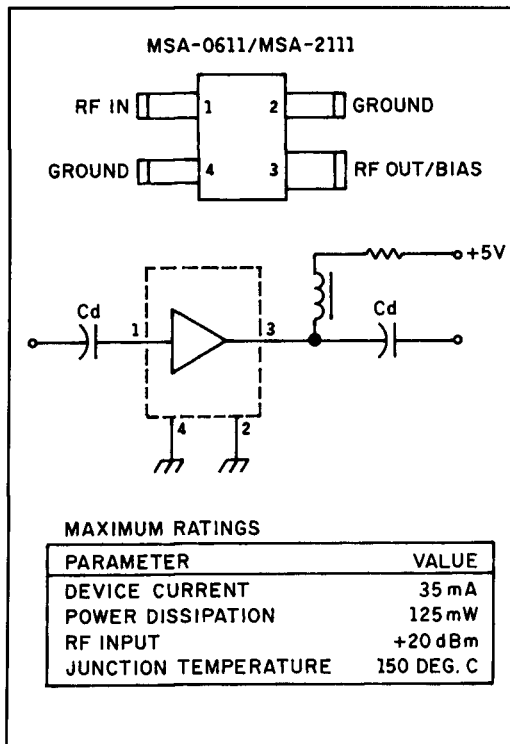 MSA-0611/MSA-2111
RF IN 1 2 GROUND
GROUND 4 3 RF OUT/BIAS
+5V
Cd 1 3 Cd
4 2
MAXIMUM RATINGS
PARAMETER VALUE
DEVICE CURRENT 35 mA
POWER DISSIPATION 125 mW
RF INPUT +20 dBm
JUNCTION TEMPERATURE 150 DEG. C